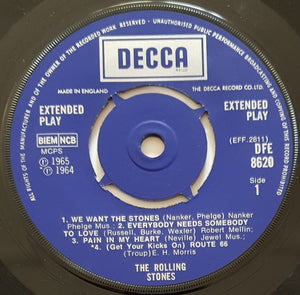 ALL RIGHTS OF THE MANUFACTURER AND OF THE OWNER OF THE RECORDED WORK RESERVED · UNAUTHORISED PUBLIC PERFORMANCE BROADCASTING AND COPYING OF THIS RECORD PROHIBITED
DECCA
MADE IN ENGLAND
THE DECCA RECORD CO. LTD.
EXTENDED
PLAY
EXTENDED
PLAY
(EFF.2811)
BIEM NCB
MCPS
DFE
8620
℗ 1965
℗ 1964
Side
1
1. WE WANT THE STONES (Nanker, Phelge) Nanker
Phelge Mus.; 2. EVERYBODY NEEDS SOMEBODY
TO LOVE (Russell, Burke, Wexler) Robert Mellin;
3. PAIN IN MY HEART (Neville) Jewel Mus.;
*4. (Get Your Kicks On) ROUTE 66
(Troup) E. H. Morris
THE ROLLING
STONES